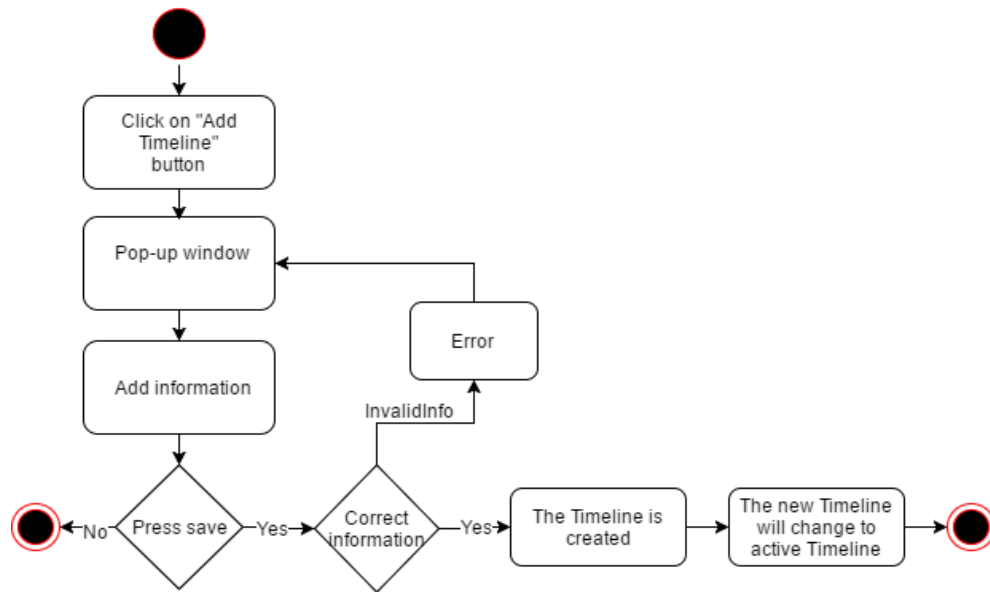 Click on "Add
Timeline"
button
Pop-up window
Error
Add information
InvalidInfo
No
Press save
Yes
Correct
information
Yes
The Timeline is
created
The new Timeline
will change to
active Timeline